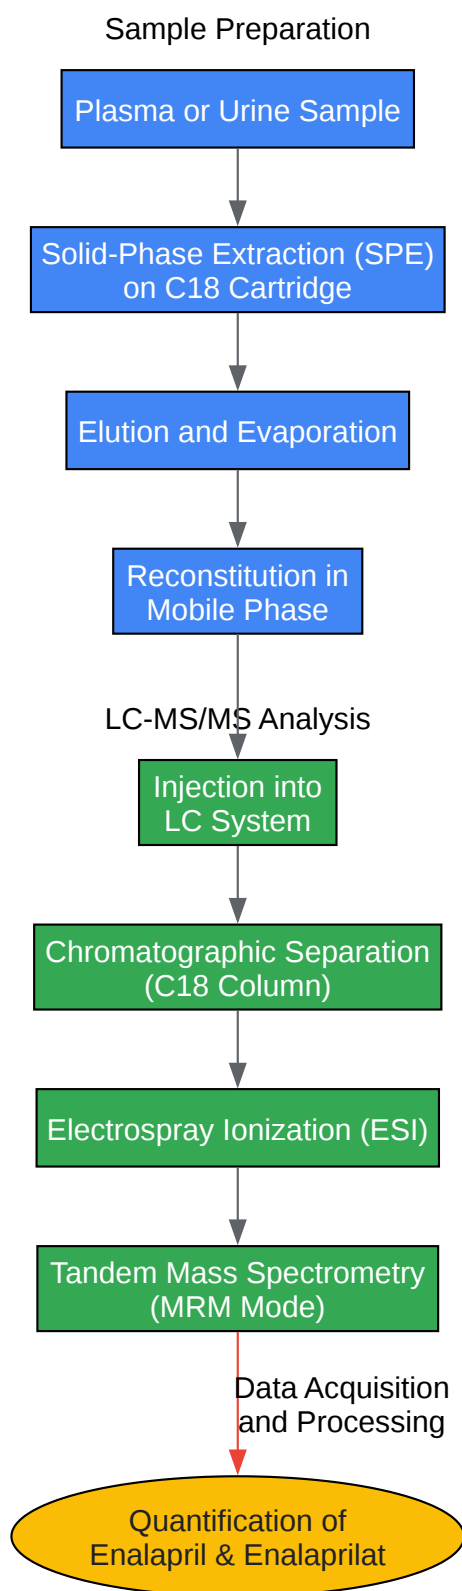 Sample Preparation
Plasma or Urine Sample
Solid-Phase Extraction (SPE)
on C18 Cartridge
Elution and Evaporation
Reconstitution in
Mobile Phase
LC-MS/MS Analysis
Injection into
LC System
Chromatographic Separation
(C18 Column)
Electrospray Ionization (ESI)
Tandem Mass Spectrometry
(MRM Mode)
Data Acquisition
and Processing
Quantification of
Enalapril & Enalaprilat